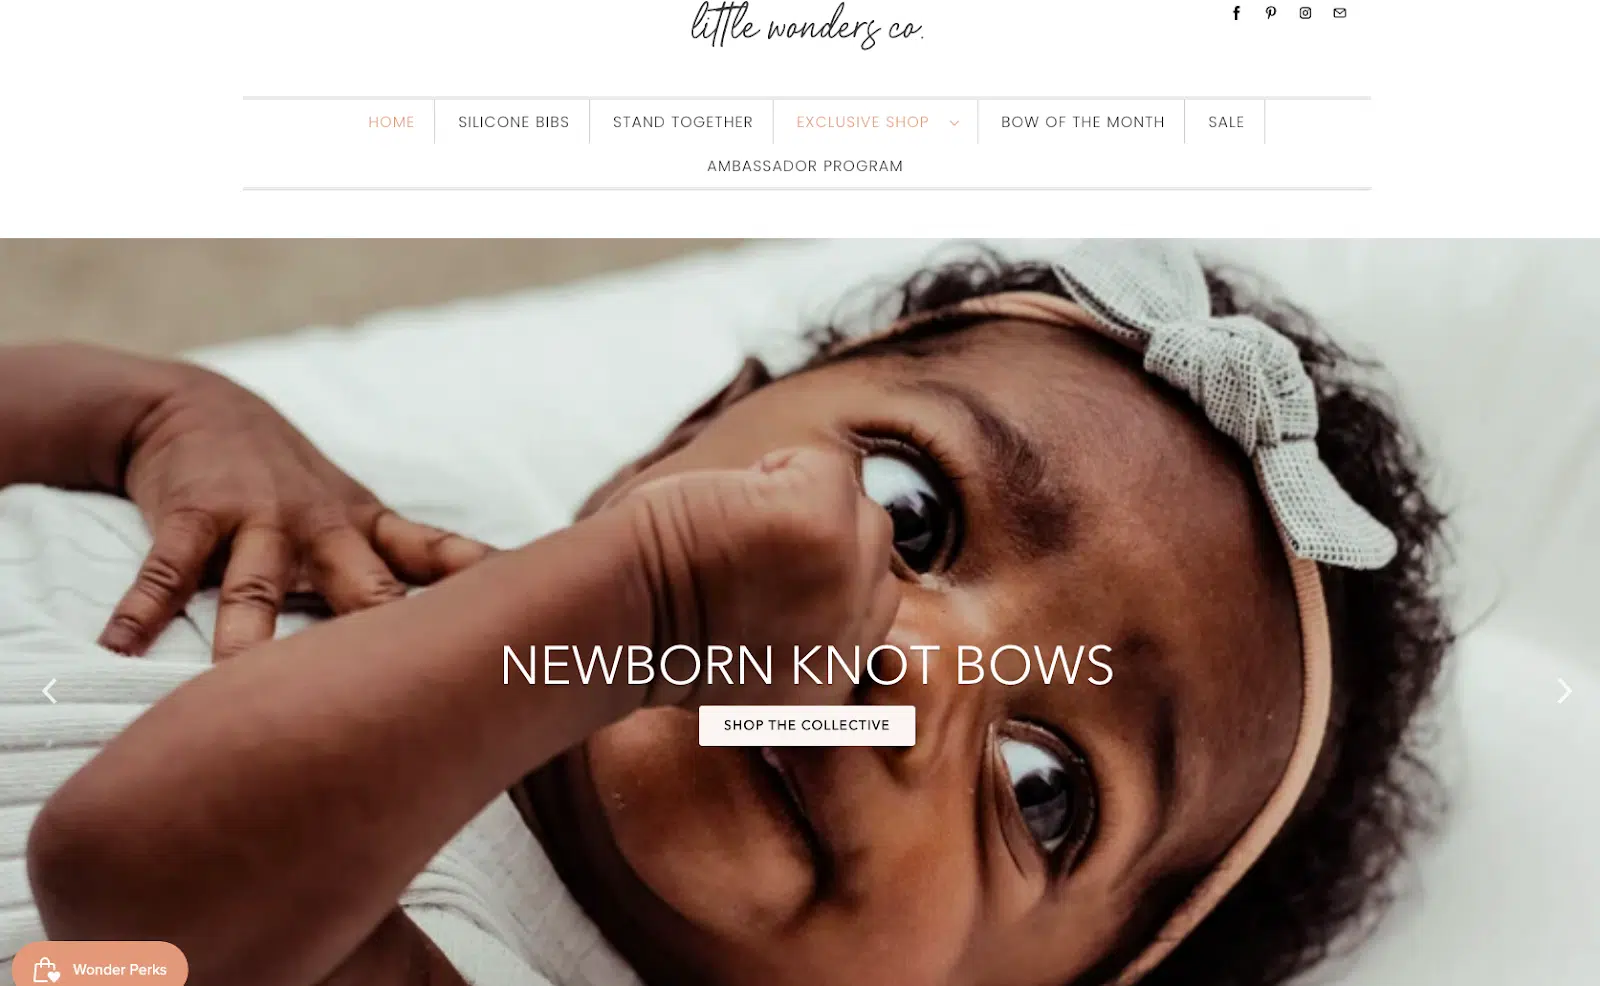 little wonders co.
HOME SILICONE BIBS STAND TOGETHER EXCLUSIVE SHOP BOW OF THE MONTH SALE
AMBASSADOR PROGRAM
NEWBORN KNOT BOWS
SHOP THE COLLECTIVE
Wonder Perks